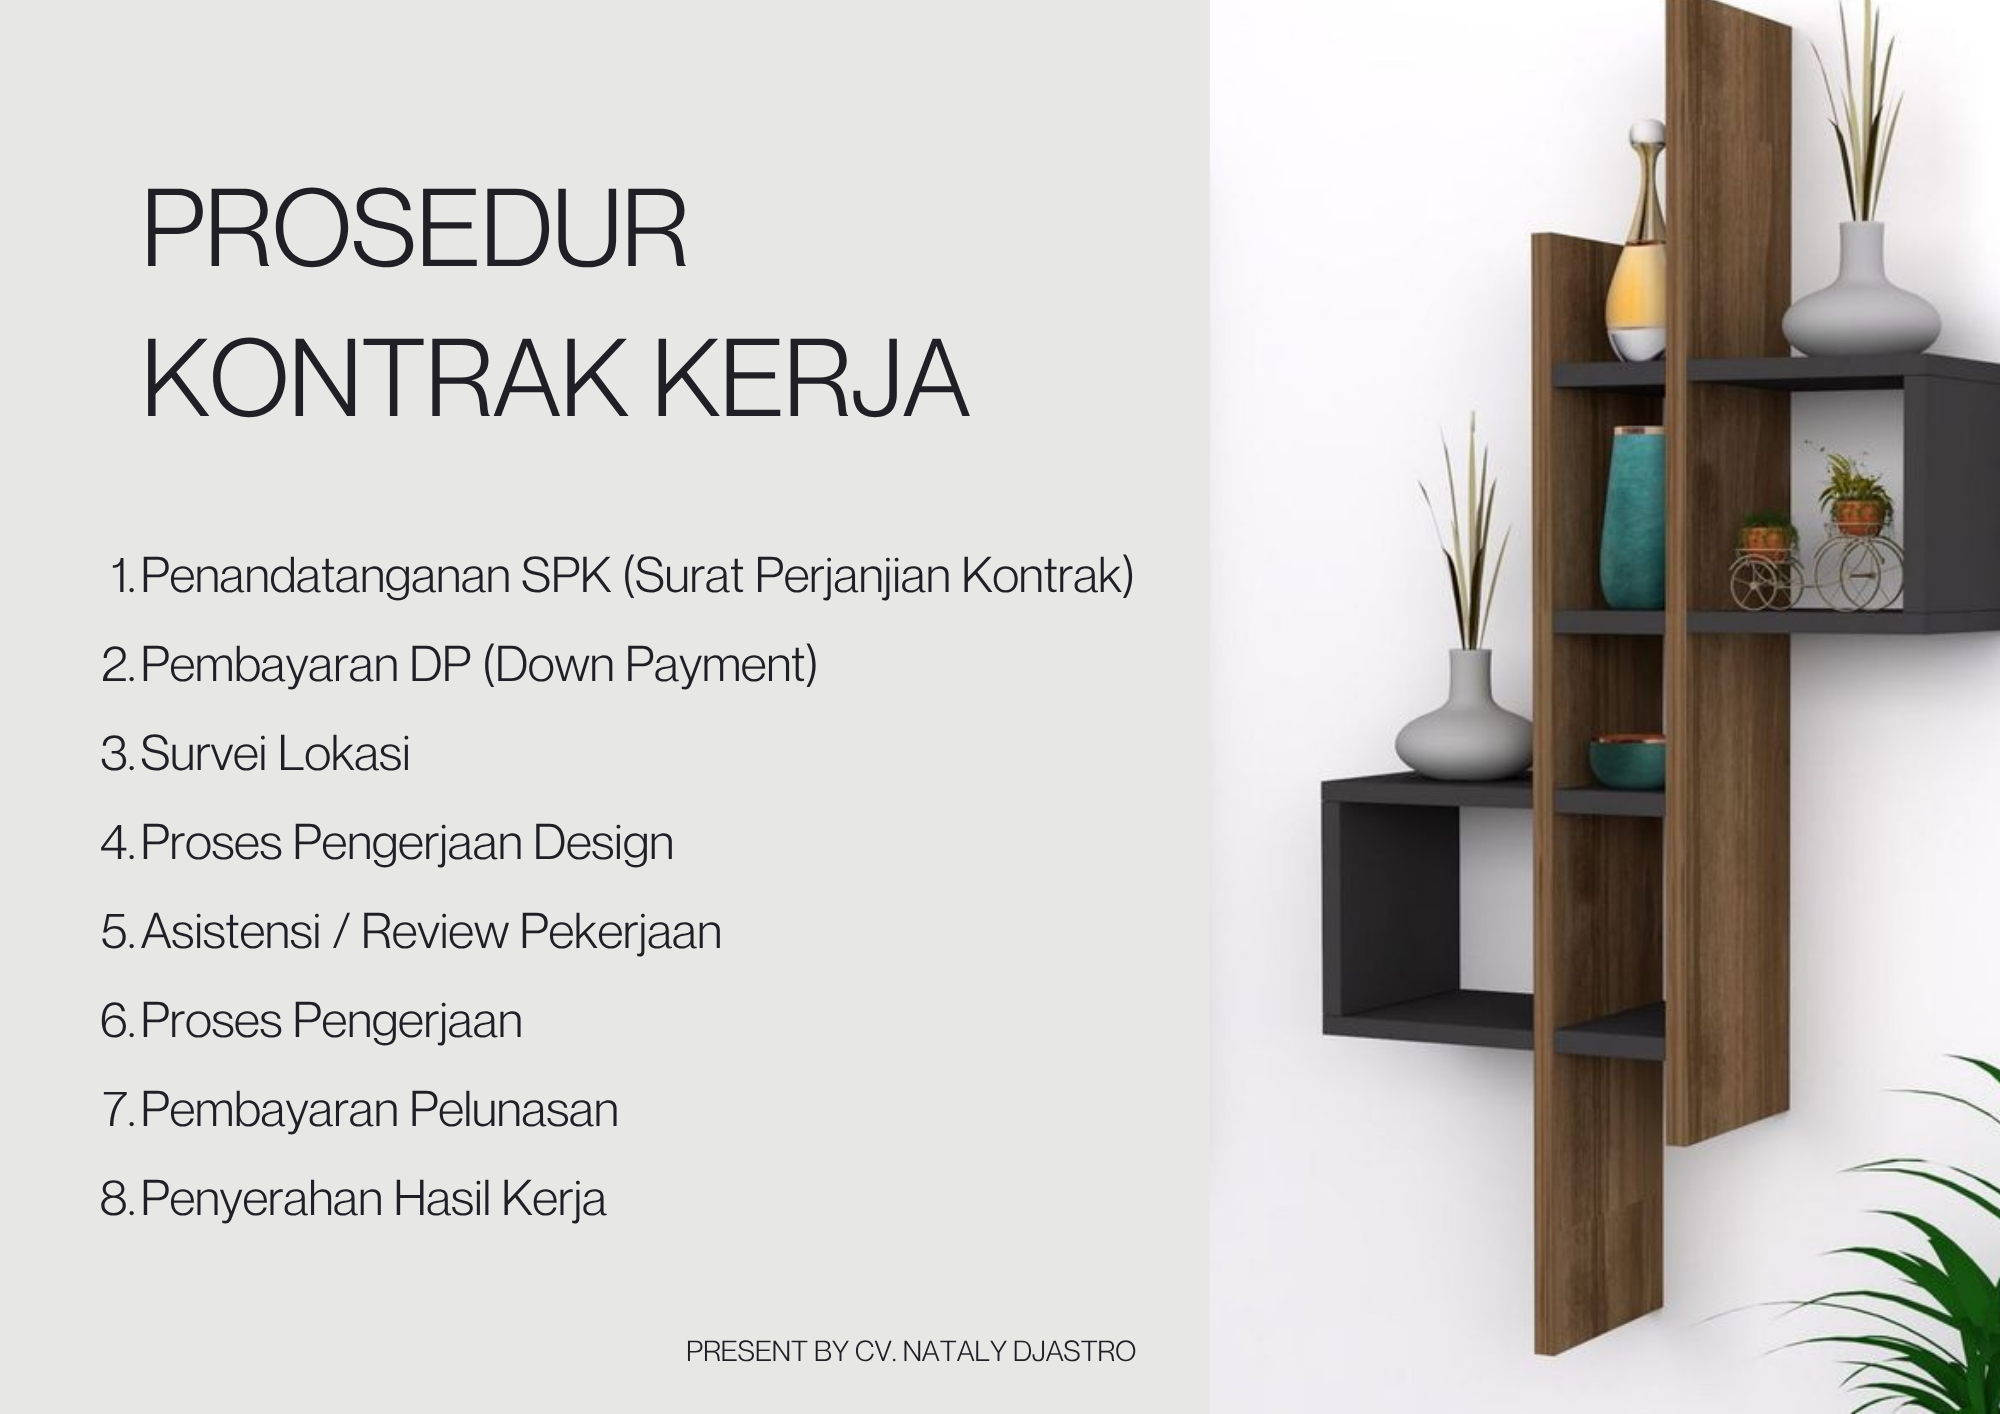 PROSEDUR
KONTRAK KERJA
1. Penandatanganan SPK (Surat Perjanjian Kontrak)
2. Pembayaran DP (Down Payment)
3. Survei Lokasi
4. Proses Pengerjaan Design
5. Asistensi / Review Pekerjaan
6. Proses Pengerjaan
7. Pembayaran Pelunasan
8. Penyerahan Hasil Kerja
PRESENT BY CV. NATALY DJASTRO